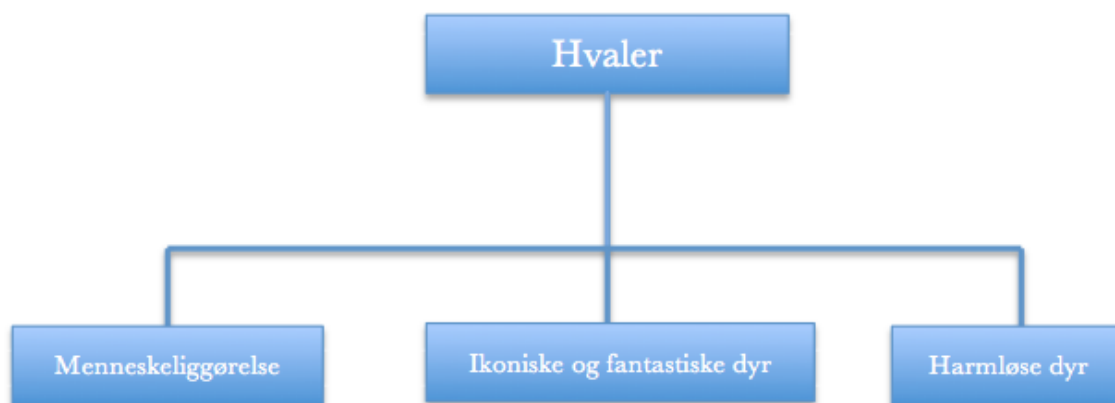 Hvaler
Menneskeliggørelse
Ikoniske og fantastiske dyr
Harmløse dyr